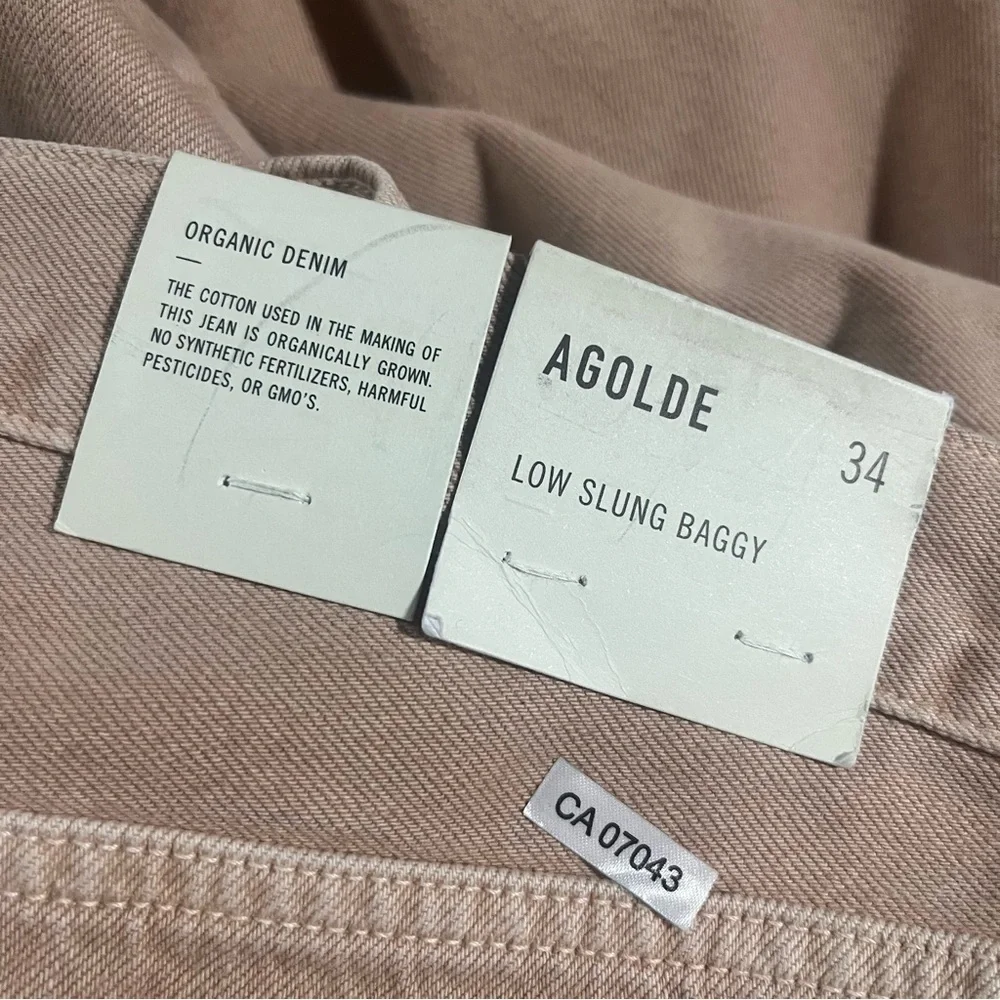 ORGANIC DENIM
—
THE COTTON USED IN THE MAKING OF
THIS JEAN IS ORGANICALLY GROWN.
NO SYNTHETIC FERTILIZERS, HARMFUL
PESTICIDES, OR GMO'S.
AGOLDE
34
LOW SLUNG BAGGY
CA 07043